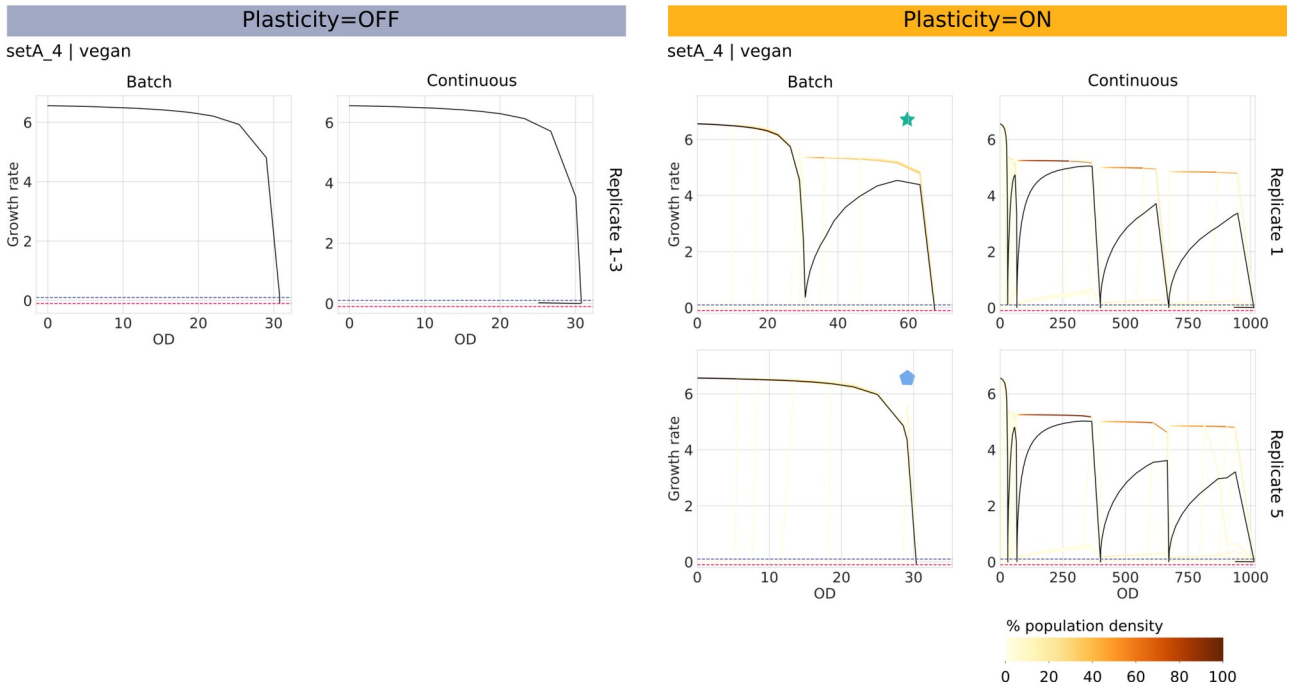 Plasticity=OFF
setA_4 | vegan
Batch
Continuous
Growth rate
6
4
2
0
0 10 20 30
OD
6
4
2
0
0 10 20 30
OD
Replicate 1-3
Plasticity=ON
setA_4 | vegan
Batch
Continuous
Growth rate
6
4
2
0
0 20 40 60
6
4
2
0
0 250 500 750 1000
Replicate 1
Growth rate
6
4
2
0
0 10 20 30
OD
6
4
2
0
0 250 500 750 1000
OD
Replicate 5
% population density
0 20 40 60 80 100